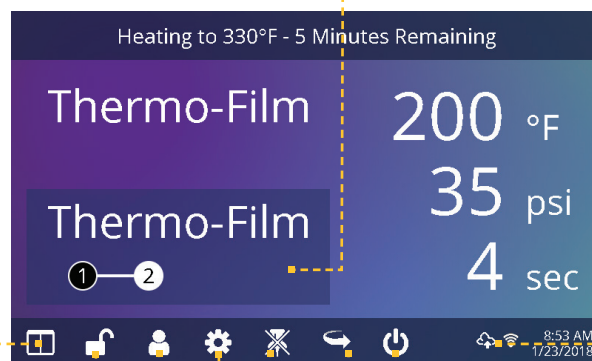 Heating to 330°F - 5 Minutes Remaining
Thermo-Film
200 °F
35 psi
Thermo-Film
1 2
4 sec
8:53 AM
1/23/2018